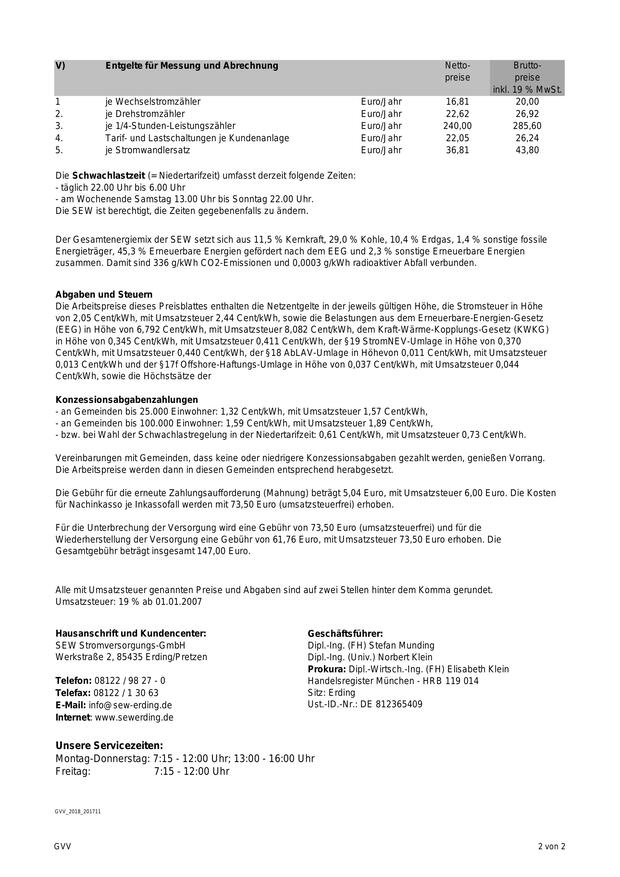 V) Entgelte für Messung und Abrechnung Netto- Brutto-
preise preise
inkl. 19 % MwSt.
1 je Wechselstromzähler Euro/Jahr 16,81 20,00
2. je Drehstromzähler Euro/Jahr 22,62 26,92
3. je 1/4-Stunden-Leistungszähler Euro/Jahr 240,00 285,60
4. Tarif- und Lastschaltungen je Kundenanlage Euro/Jahr 22,05 26,24
5. je Stromwandlersatz Euro/Jahr 36,81 43,80
Die Schwachlastzeit (= Niedertarifzeit) umfasst derzeit folgende Zeiten:
- täglich 22.00 Uhr bis 6.00 Uhr
- am Wochenende Samstag 13.00 Uhr bis Sonntag 22.00 Uhr.
Die SEW ist berechtigt, die Zeiten gegebenenfalls zu ändern.
Der Gesamtenergiemix der SEW setzt sich aus 11,5 % Kernkraft, 29,0 % Kohle, 10,4 % Erdgas, 1,4 % sonstige fossile
Energieträger, 45,3 % Erneuerbare Energien gefördert nach dem EEG und 2,3 % sonstige Erneuerbare Energien
zusammen. Damit sind 336 g/kWh CO2-Emissionen und 0,0003 g/kWh radioaktiver Abfall verbunden.
Abgaben und Steuern
Die Arbeitspreise dieses Preisblattes enthalten die Netzentgelte in der jeweils gültigen Höhe, die Stromsteuer in Höhe
von 2,05 Cent/kWh, mit Umsatzsteuer 2,44 Cent/kWh, sowie die Belastungen aus dem Erneuerbare-Energien-Gesetz
(EEG) in Höhe von 6,792 Cent/kWh, mit Umsatzsteuer 8,082 Cent/kWh, dem Kraft-Wärme-Kopplungs-Gesetz (KWKG)
in Höhe von 0,345 Cent/kWh, mit Umsatzsteuer 0,411 Cent/kWh, der §19 StromNEV-Umlage in Höhe von 0,370
Cent/kWh, mit Umsatzsteuer 0,440 Cent/kWh, der §18 AbLAV-Umlage in Höhevon 0,011 Cent/kWh, mit Umsatzsteuer
0,013 Cent/kWh und der §17f Offshore-Haftungs-Umlage in Höhe von 0,037 Cent/kWh, mit Umsatzsteuer 0,044
Cent/kWh, sowie die Höchstsätze der
Konzessionsabgabenzahlungen
- an Gemeinden bis 25.000 Einwohner: 1,32 Cent/kWh, mit Umsatzsteuer 1,57 Cent/kWh,
- an Gemeinden bis 100.000 Einwohner: 1,59 Cent/kWh, mit Umsatzsteuer 1,89 Cent/kWh,
- bzw. bei Wahl der Schwachlastregelung in der Niedertarifzeit: 0,61 Cent/kWh, mit Umsatzsteuer 0,73 Cent/kWh.
Vereinbarungen mit Gemeinden, dass keine oder niedrigere Konzessionsabgaben gezahlt werden, genießen Vorrang.
Die Arbeitspreise werden dann in diesen Gemeinden entsprechend herabgesetzt.
Die Gebühr für die erneute Zahlungsaufforderung (Mahnung) beträgt 5,04 Euro, mit Umsatzsteuer 6,00 Euro. Die Kosten
für Nachinkasso je Inkassofall werden mit 73,50 Euro (umsatzsteuerfrei) erhoben.
Für die Unterbrechung der Versorgung wird eine Gebühr von 73,50 Euro (umsatzsteuerfrei) und für die
Wiederherstellung der Versorgung eine Gebühr von 61,76 Euro, mit Umsatzsteuer 73,50 Euro erhoben. Die
Gesamtgebühr beträgt insgesamt 147,00 Euro.
Alle mit Umsatzsteuer genannten Preise und Abgaben sind auf zwei Stellen hinter dem Komma gerundet.
Umsatzsteuer: 19 % ab 01.01.2007
Hausanschrift und Kundencenter:
SEW Stromversorgungs-GmbH
Werkstraße 2, 85435 Erding/Pretzen
Telefon: 08122 / 98 27 - 0
Telefax: 08122 / 1 30 63
E-Mail: info@sew-erding.de
Internet: www.sewerding.de
Geschäftsführer:
Dipl.-Ing. (FH) Stefan Munding
Dipl.-Ing. (Univ.) Norbert Klein
Prokura: Dipl.-Wirtsch.-Ing. (FH) Elisabeth Klein
Handelsregister München - HRB 119 014
Sitz: Erding
Ust.-ID.-Nr.: DE 812365409
Unsere Servicezeiten:
Montag-Donnerstag: 7:15 - 12:00 Uhr; 13:00 - 16:00 Uhr
Freitag: 7:15 - 12:00 Uhr
GVV_2018_201711
GVV 2 von 2